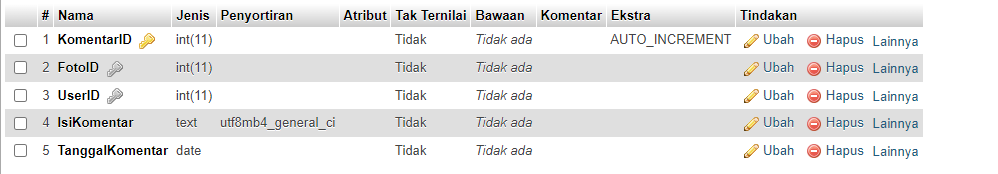 # Nama Jenis Penyortiran Atribut Tak Ternilai Bawaan Komentar Ekstra Tindakan
1 KomentarID int(11) Tidak Tidak ada AUTO_INCREMENT Ubah Hapus Lainnya
2 FotoID int(11) Tidak Tidak ada Ubah Hapus Lainnya
3 UserID int(11) Tidak Tidak ada Ubah Hapus Lainnya
4 IsiKomentar text utf8mb4_general_ci Tidak Tidak ada Ubah Hapus Lainnya
5 TanggalKomentar date Tidak Tidak ada Ubah Hapus Lainnya